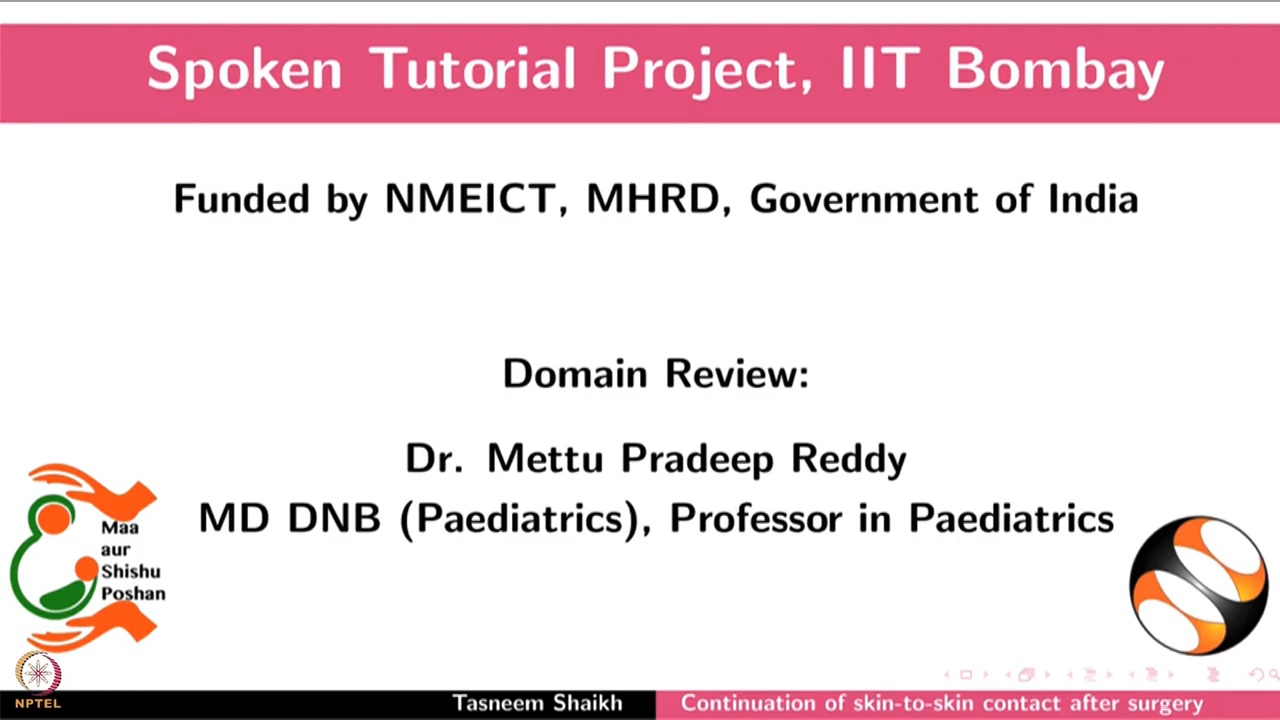 Spoken Tutorial Project, IIT Bombay
Funded by NMEICT, MHRD, Government of India
Domain Review:
Dr. Mettu Pradeep Reddy
MD DNB (Paediatrics), Professor in Paediatrics
Maa
aur
Shishu
Poshan
NPTEL
Tasneem Shaikh
Continuation of skin-to-skin contact after surgery